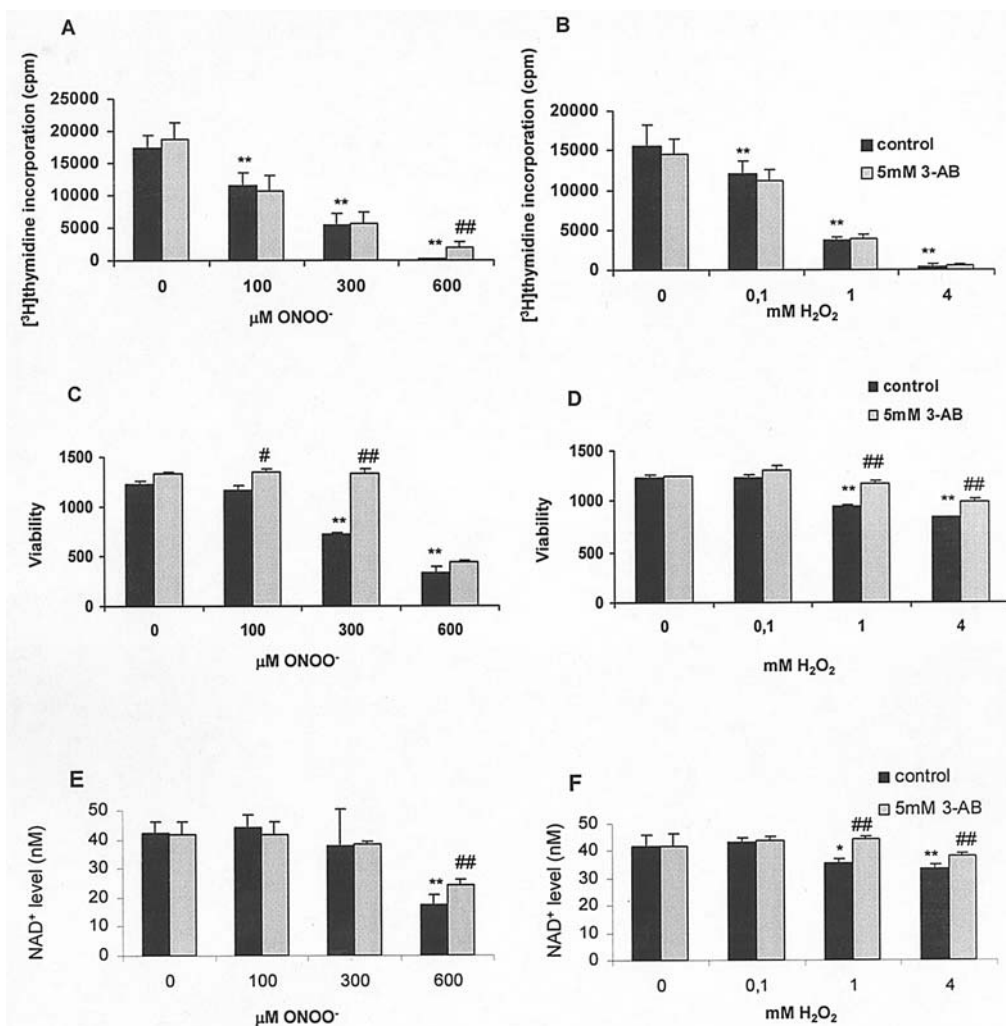 A
[³H]thymidine incorporation (cpm)
25000
20000
15000
10000
5000
0
**
**
**
##
0 100 300 600
µM ONOO⁻
B
[³H]thymidine incorporation (cpm)
20000
15000
10000
5000
0
**
**
**
control
5mM 3-AB
0 0,1 1 4
mM H₂O₂
C
Viability
1500
1000
500
0
#
##
**
**
0 100 300 600
µM ONOO⁻
D
control
5mM 3-AB
Viability
1500
1000
500
0
##
##
**
**
0 0,1 1 4
mM H₂O₂
E
NAD⁺ level (nM)
50
40
30
20
10
0
##
**
0 100 300 600
µM ONOO⁻
F
control
5mM 3-AB
NAD⁺ level (nM)
50
40
30
20
10
0
##
##
*
**
0 0,1 1 4
mM H₂O₂